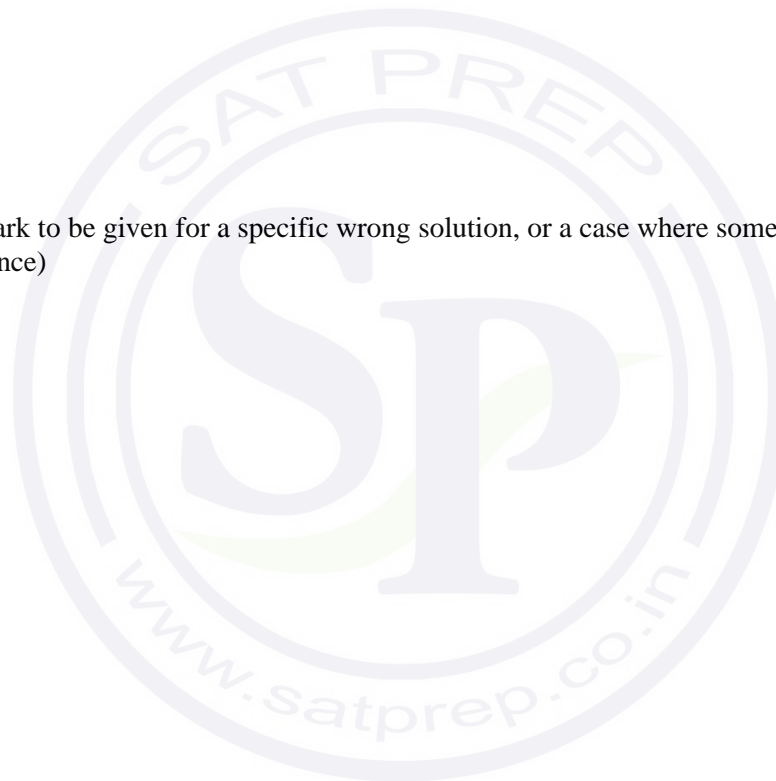 SAT PREP
ark to be given for a specific wrong solution, or a case where some
nce)
SP
www.satprep.co.in